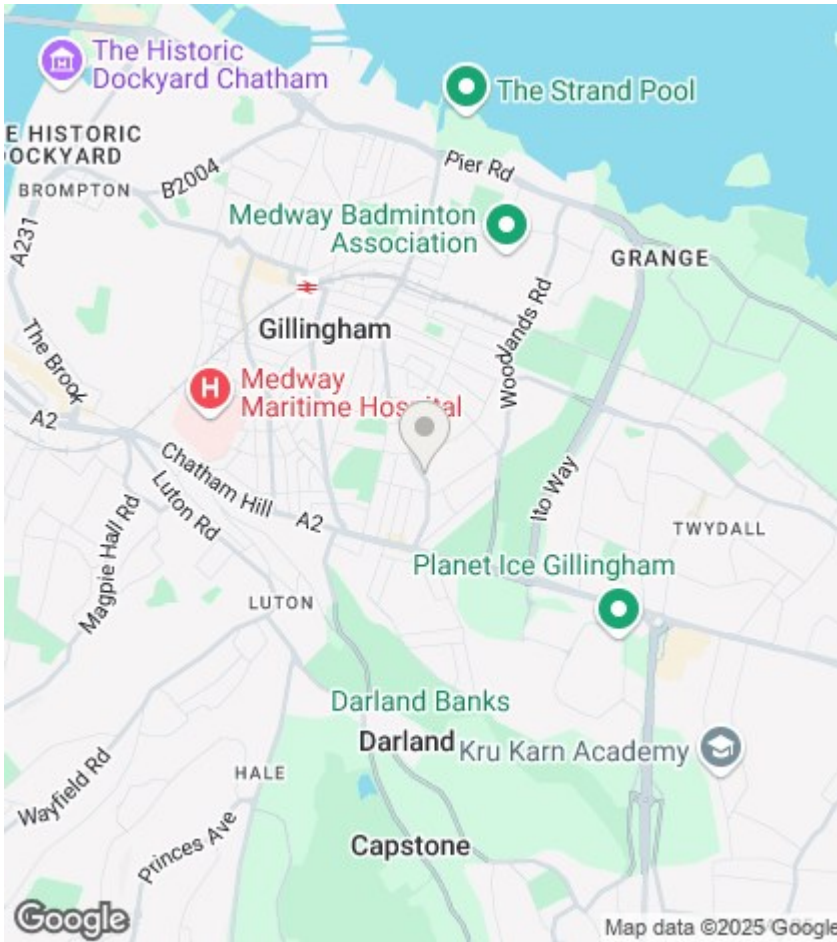 The Historic
Dockyard Chatham
The Strand Pool
E HISTORIC
OCKYARD
BROMPTON
B2004
Pier Rd
A231
Medway Badminton
Association
GRANGE
Gillingham
The Brook
Woodlands Rd
H
Medway
Maritime Hospital
A2
Chatham Hill
A2
Luton Rd
Ito Way
Magpie Hall Rd
TWYDALL
Planet Ice Gillingham
LUTON
Darland Banks
Darland
Kru Karn Academy
HALE
Wayfield Rd
Princes Ave
Capstone
Google
Map data ©2025 Google